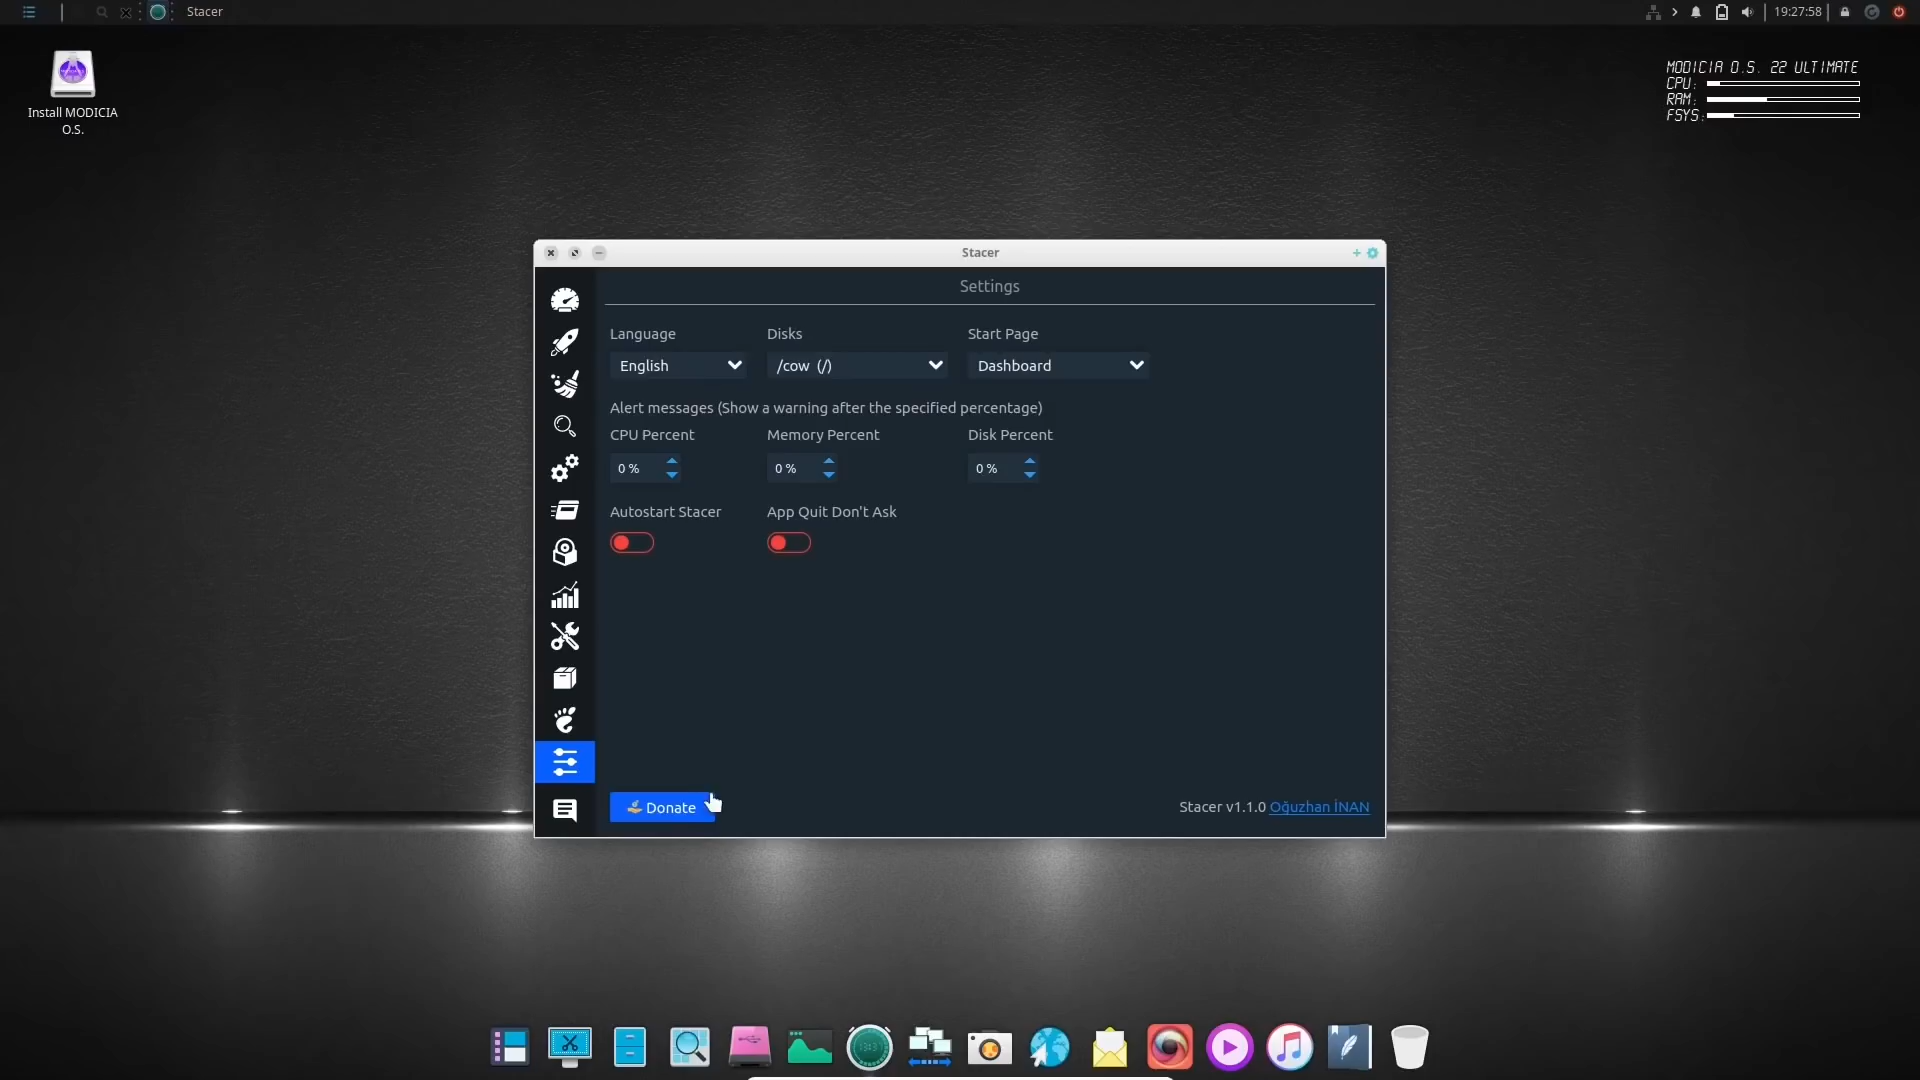 Stacer
19:27:58
Install MODICIA
O.S.
MODICIA O.S. 22 ULTIMATE
CPU:
RAM:
FSYS:
Stacer
Settings
Language
Disks
Start Page
English
/cow (/)
Dashboard
Alert messages (Show a warning after the specified percentage)
CPU Percent
Memory Percent
Disk Percent
0 %
0 %
0 %
Autostart Stacer
App Quit Don't Ask
Donate
Stacer v1.1.0 Oğuzhan İNAN